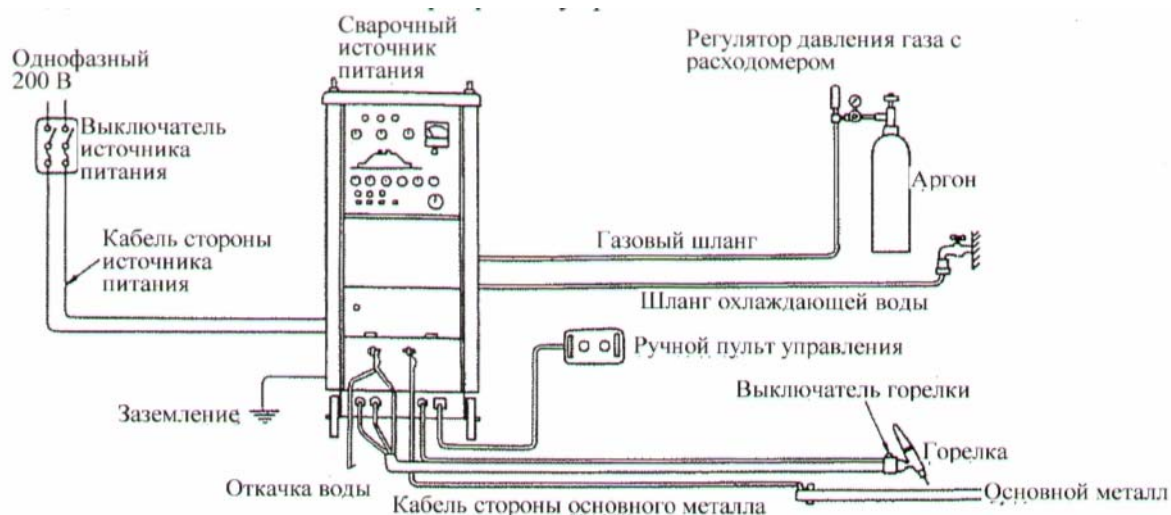 Сварочный
источник
питания
Регулятор давления газа с
расходомером
Однофазный
200 В
Выключатель
источника
питания
Аргон
Кабель стороны
источника
питания
Газовый шланг
Шланг охлаждающей воды
Ручной пульт управления
Выключатель горелки
Заземление
Горелка
Откачка воды
Кабель стороны основного металла
Основной металл